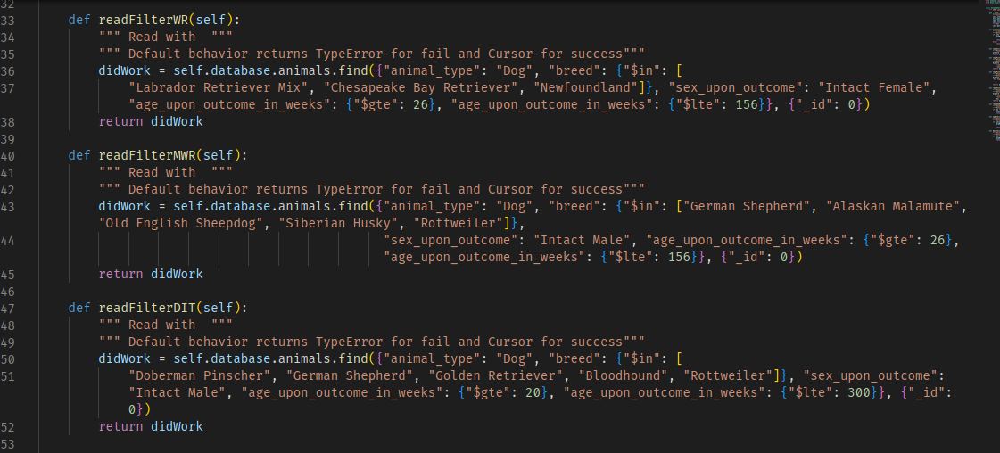 32
33 def readFilterWR(self):
34 """ Read with  """
35 """ Default behavior returns TypeError for fail and Cursor for success"""
36 didWork = self.database.animals.find({"animal_type": "Dog", "breed": {"$in": [
37 "Labrador Retriever Mix", "Chesapeake Bay Retriever", "Newfoundland"]}, "sex_upon_outcome": "Intact Female",
"age_upon_outcome_in_weeks": {"$gte": 26}, "age_upon_outcome_in_weeks": {"$lte": 156}}, {"_id": 0})
38 return didWork
39
40 def readFilterMWR(self):
41 """ Read with  """
42 """ Default behavior returns TypeError for fail and Cursor for success"""
43 didWork = self.database.animals.find({"animal_type": "Dog", "breed": {"$in": ["German Shepherd", "Alaskan Malamute",
"Old English Sheepdog", "Siberian Husky", "Rottweiler"]},
44 "sex_upon_outcome": "Intact Male", "age_upon_outcome_in_weeks": {"$gte": 26},
"age_upon_outcome_in_weeks": {"$lte": 156}}, {"_id": 0})
45 return didWork
46
47 def readFilterDIT(self):
48 """ Read with  """
49 """ Default behavior returns TypeError for fail and Cursor for success"""
50 didWork = self.database.animals.find({"animal_type": "Dog", "breed": {"$in": [
51 "Doberman Pinscher", "German Shepherd", "Golden Retriever", "Bloodhound", "Rottweiler"]}, "sex_upon_outcome":
"Intact Male", "age_upon_outcome_in_weeks": {"$gte": 20}, "age_upon_outcome_in_weeks": {"$lte": 300}}, {"_id":
0})
52 return didWork
53